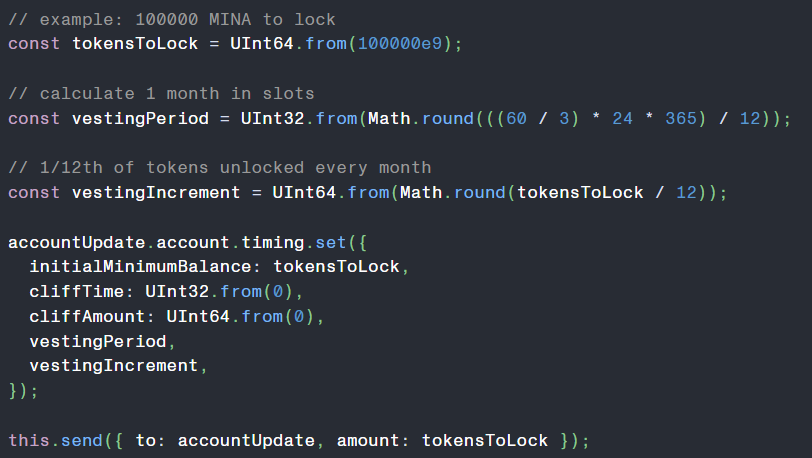 // example: 100000 MINA to lock
const tokensToLock = UInt64.from(100000e9);
// calculate 1 month in slots
const vestingPeriod = UInt32.from(Math.round(((60 / 3) * 24 * 365) / 12));
// 1/12th of tokens unlocked every month
const vestingIncrement = UInt64.from(Math.round(tokensToLock / 12));
accountUpdate.account.timing.set({
  initialMinimumBalance: tokensToLock,
  cliffTime: UInt32.from(0),
  cliffAmount: UInt64.from(0),
  vestingPeriod,
  vestingIncrement,
});
this.send({ to: accountUpdate, amount: tokensToLock });